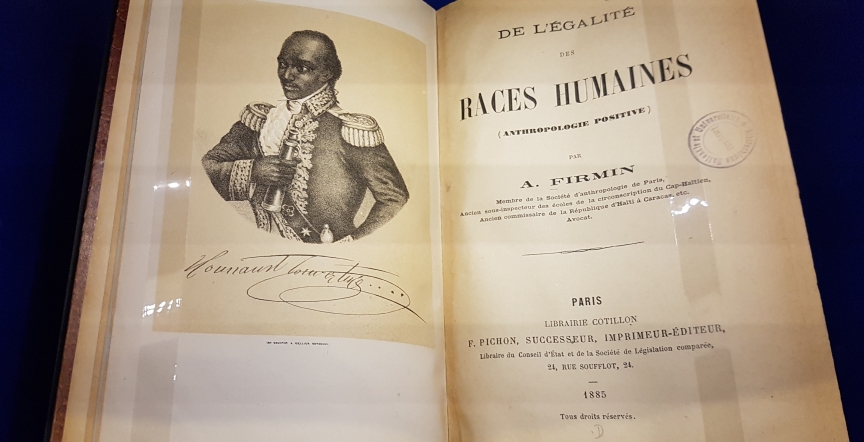 DE L'ÉGALITÉ
DES
RACES HUMAINES
(ANTHROPOLOGIE POSITIVE)
PAR
A. FIRMIN
Membre de la Société d'anthropologie de Paris,
Ancien sous-inspecteur des écoles de la circonscription du Cap-Haïtien,
Ancien commissaire de la République d'Haïti à Caracas, etc.
Avocat.
PARIS
LIBRAIRIE COTILLON
F. PICHON, SUCCESSEUR, IMPRIMEUR-ÉDITEUR,
Libraire du Conseil d'État et de la Société de Législation comparée,
24, RUE SOUFFLOT, 24.
1885
Tous droits réservés.